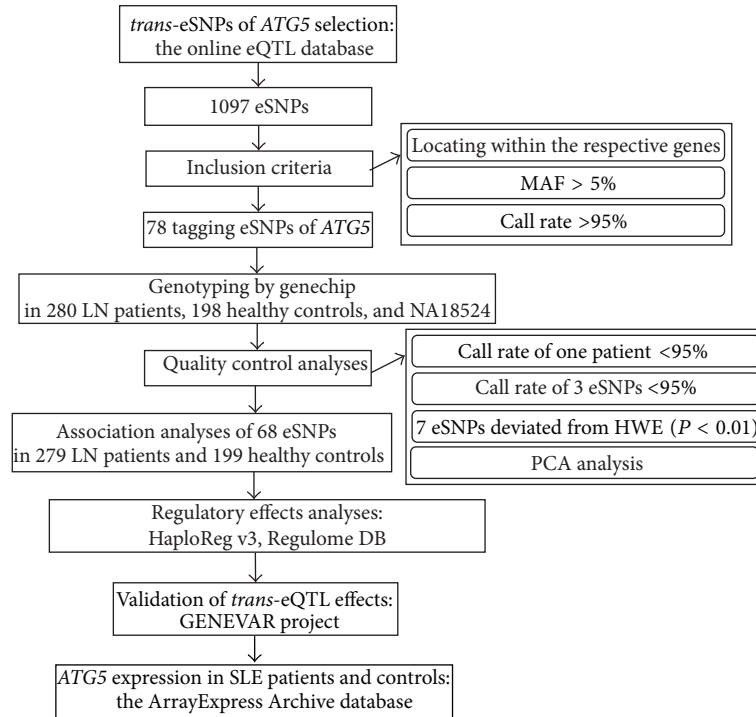 trans-eSNPs of ATG5 selection:
the online eQTL database
1097 eSNPs
Inclusion criteria
Locating within the respective genes
MAF > 5%
Call rate >95%
78 tagging eSNPs of ATG5
Genotyping by genechip
in 280 LN patients, 198 healthy controls, and NA18524
Quality control analyses
Call rate of one patient <95%
Call rate of 3 eSNPs <95%
7 eSNPs deviated from HWE (P < 0.01)
PCA analysis
Association analyses of 68 eSNPs
in 279 LN patients and 199 healthy controls
Regulatory effects analyses:
HaploReg v3, Regulome DB
Validation of trans-eQTL effects:
GENEVAR project
ATG5 expression in SLE patients and controls:
the ArrayExpress Archive database